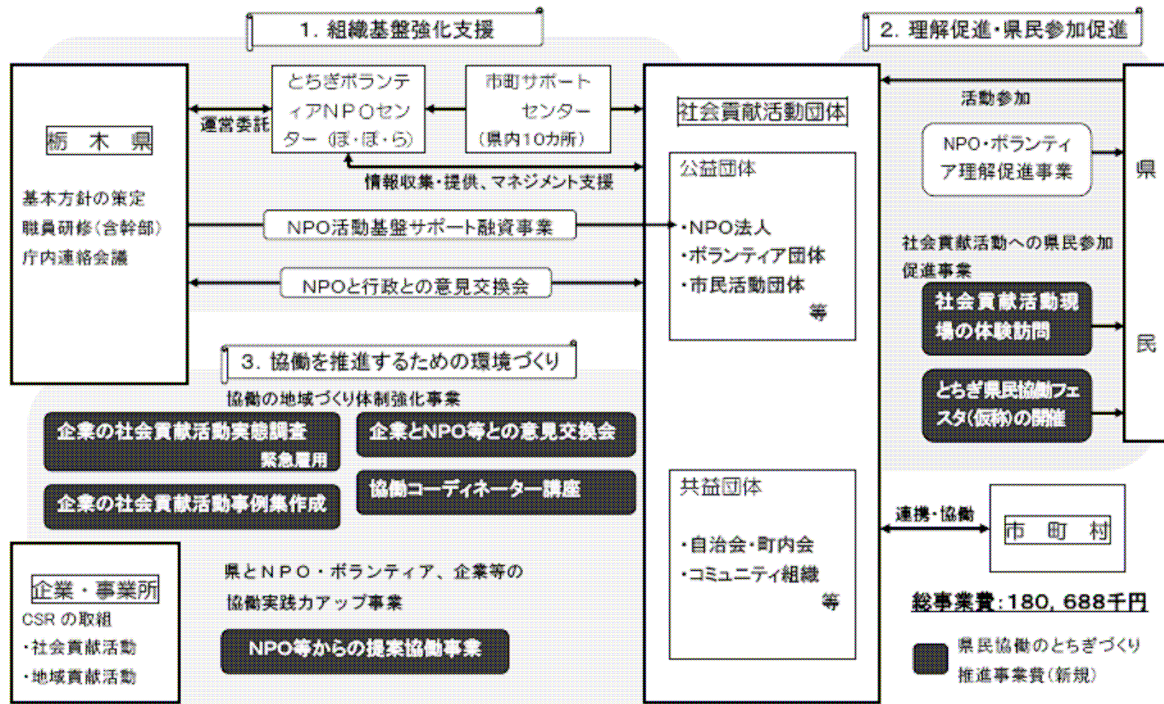 1. 組織基盤強化支援
2. 理解促進・県民参加促進
栃木県
基本方針の策定
職員研修(含幹部)
庁内連絡会議
運営委託
とちぎボランテ
ィアNPOセン
ター(ぽ・ぽ・ら)
市町サポート
センター
(県内10カ所)
情報収集・提供、マネジメント支援
NPO活動基盤サポート融資事業
NPOと行政との意見交換会
社会貢献活動団体
公益団体
・NPO法人
・ボランティア団体
・市民活動団体
等
共益団体
・自治会・町内会
・コミュニティ組織
等
活動参加
NPO・ボランティ
ア理解促進事業
社会貢献活動への県民参加
促進事業
社会貢献活動現
場の体験訪問
とちぎ県民協働フェ
スタ(仮称)の開催
県
民
3. 協働を推進するための環境づくり
協働の地域づくり体制強化事業
企業の社会貢献活動実態調査
緊急雇用
企業とNPO等との意見交換会
企業の社会貢献活動事例集作成
協働コーディネーター講座
企業・事業所
CSRの取組
・社会貢献活動
・地域貢献活動
県とNPO・ボランティア、企業等の
協働実践力アップ事業
NPO等からの提案協働事業
連携・協働
市町村
総事業費:180,688千円
県民協働のとちぎづくり
推進事業費(新規)